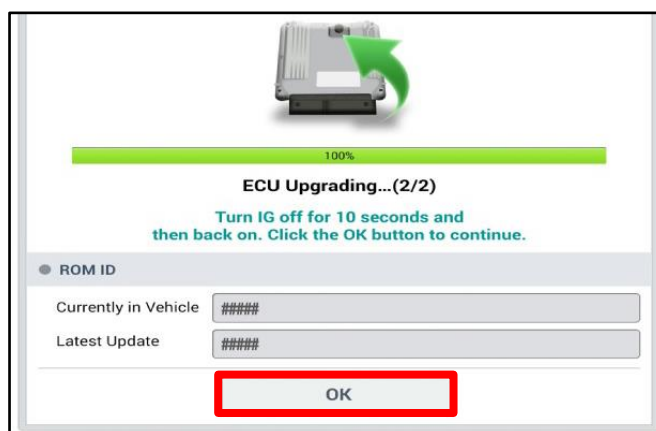 100%
ECU Upgrading...(2/2)
Turn IG off for 10 seconds and
then back on. Click the OK button to continue.
ROM ID
Currently in Vehicle #####
Latest Update #####
OK